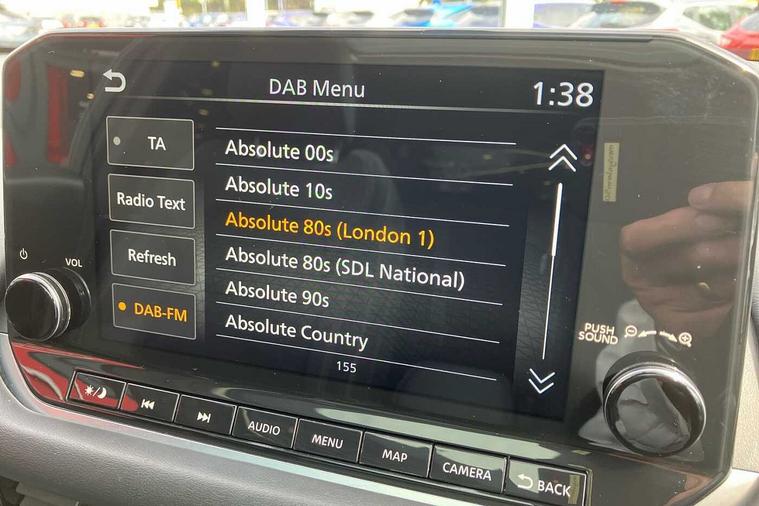 DAB Menu
1:38
TA
Radio Text
Refresh
DAB-FM
Absolute 00s
Absolute 10s
Absolute 80s (London 1)
Absolute 80s (SDL National)
Absolute 90s
Absolute Country
155
VOL
PUSH
SOUND
AUDIO
MENU
MAP
CAMERA
BACK